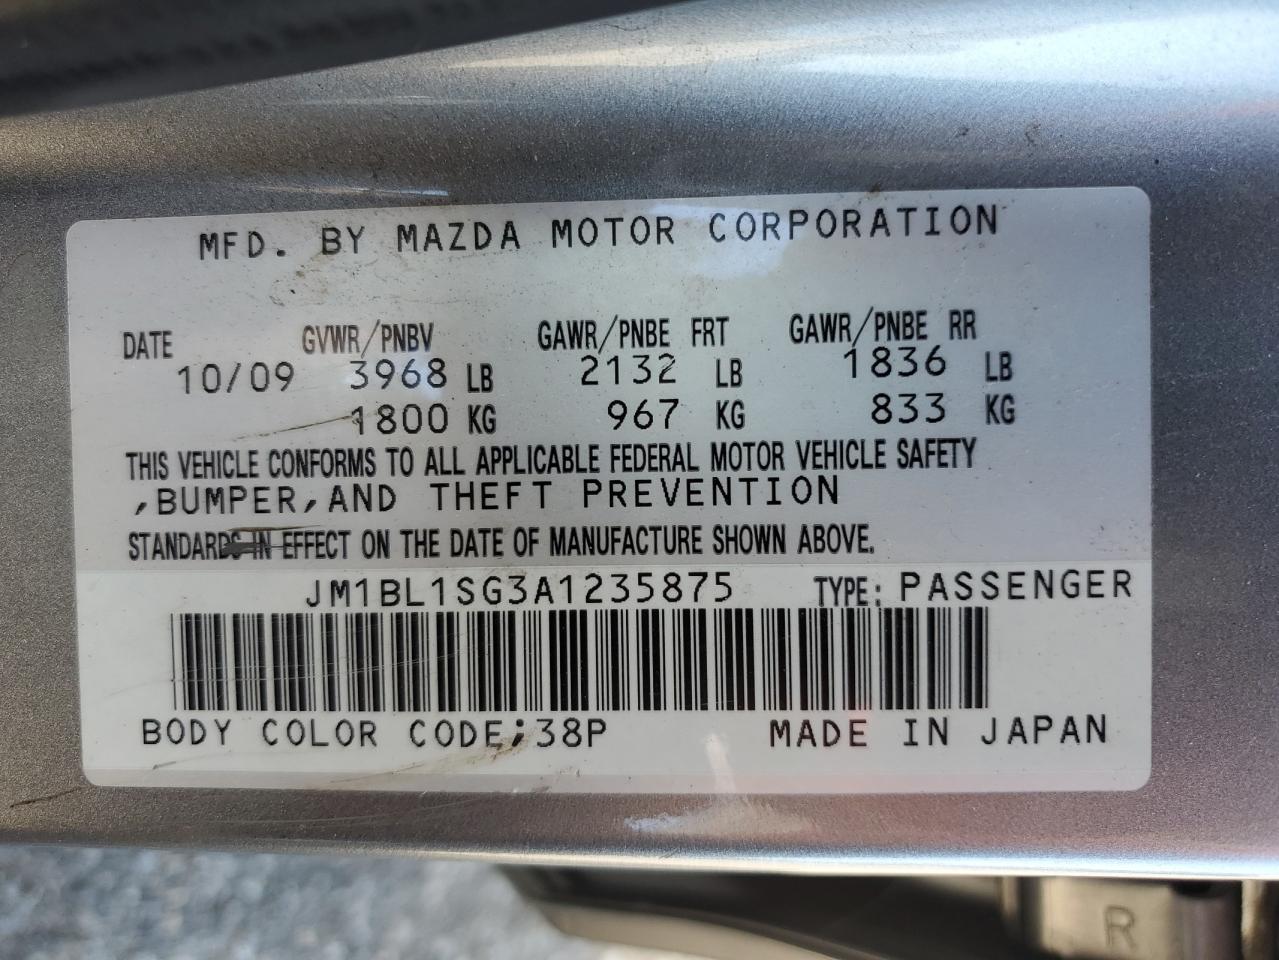 MFD. BY MAZDA MOTOR CORPORATION
DATE GVWR/PNBV GAWR/PNBE FRT GAWR/PNBE RR
10/09 3968 LB 2132 LB 1836 LB
1800 KG 967 KG 833 KG
THIS VEHICLE CONFORMS TO ALL APPLICABLE FEDERAL MOTOR VEHICLE SAFETY
,BUMPER,AND THEFT PREVENTION
STANDARDS IN EFFECT ON THE DATE OF MANUFACTURE SHOWN ABOVE.
JM1BL1SG3A1235875 TYPE: PASSENGER
BODY COLOR CODE;38P MADE IN JAPAN
R